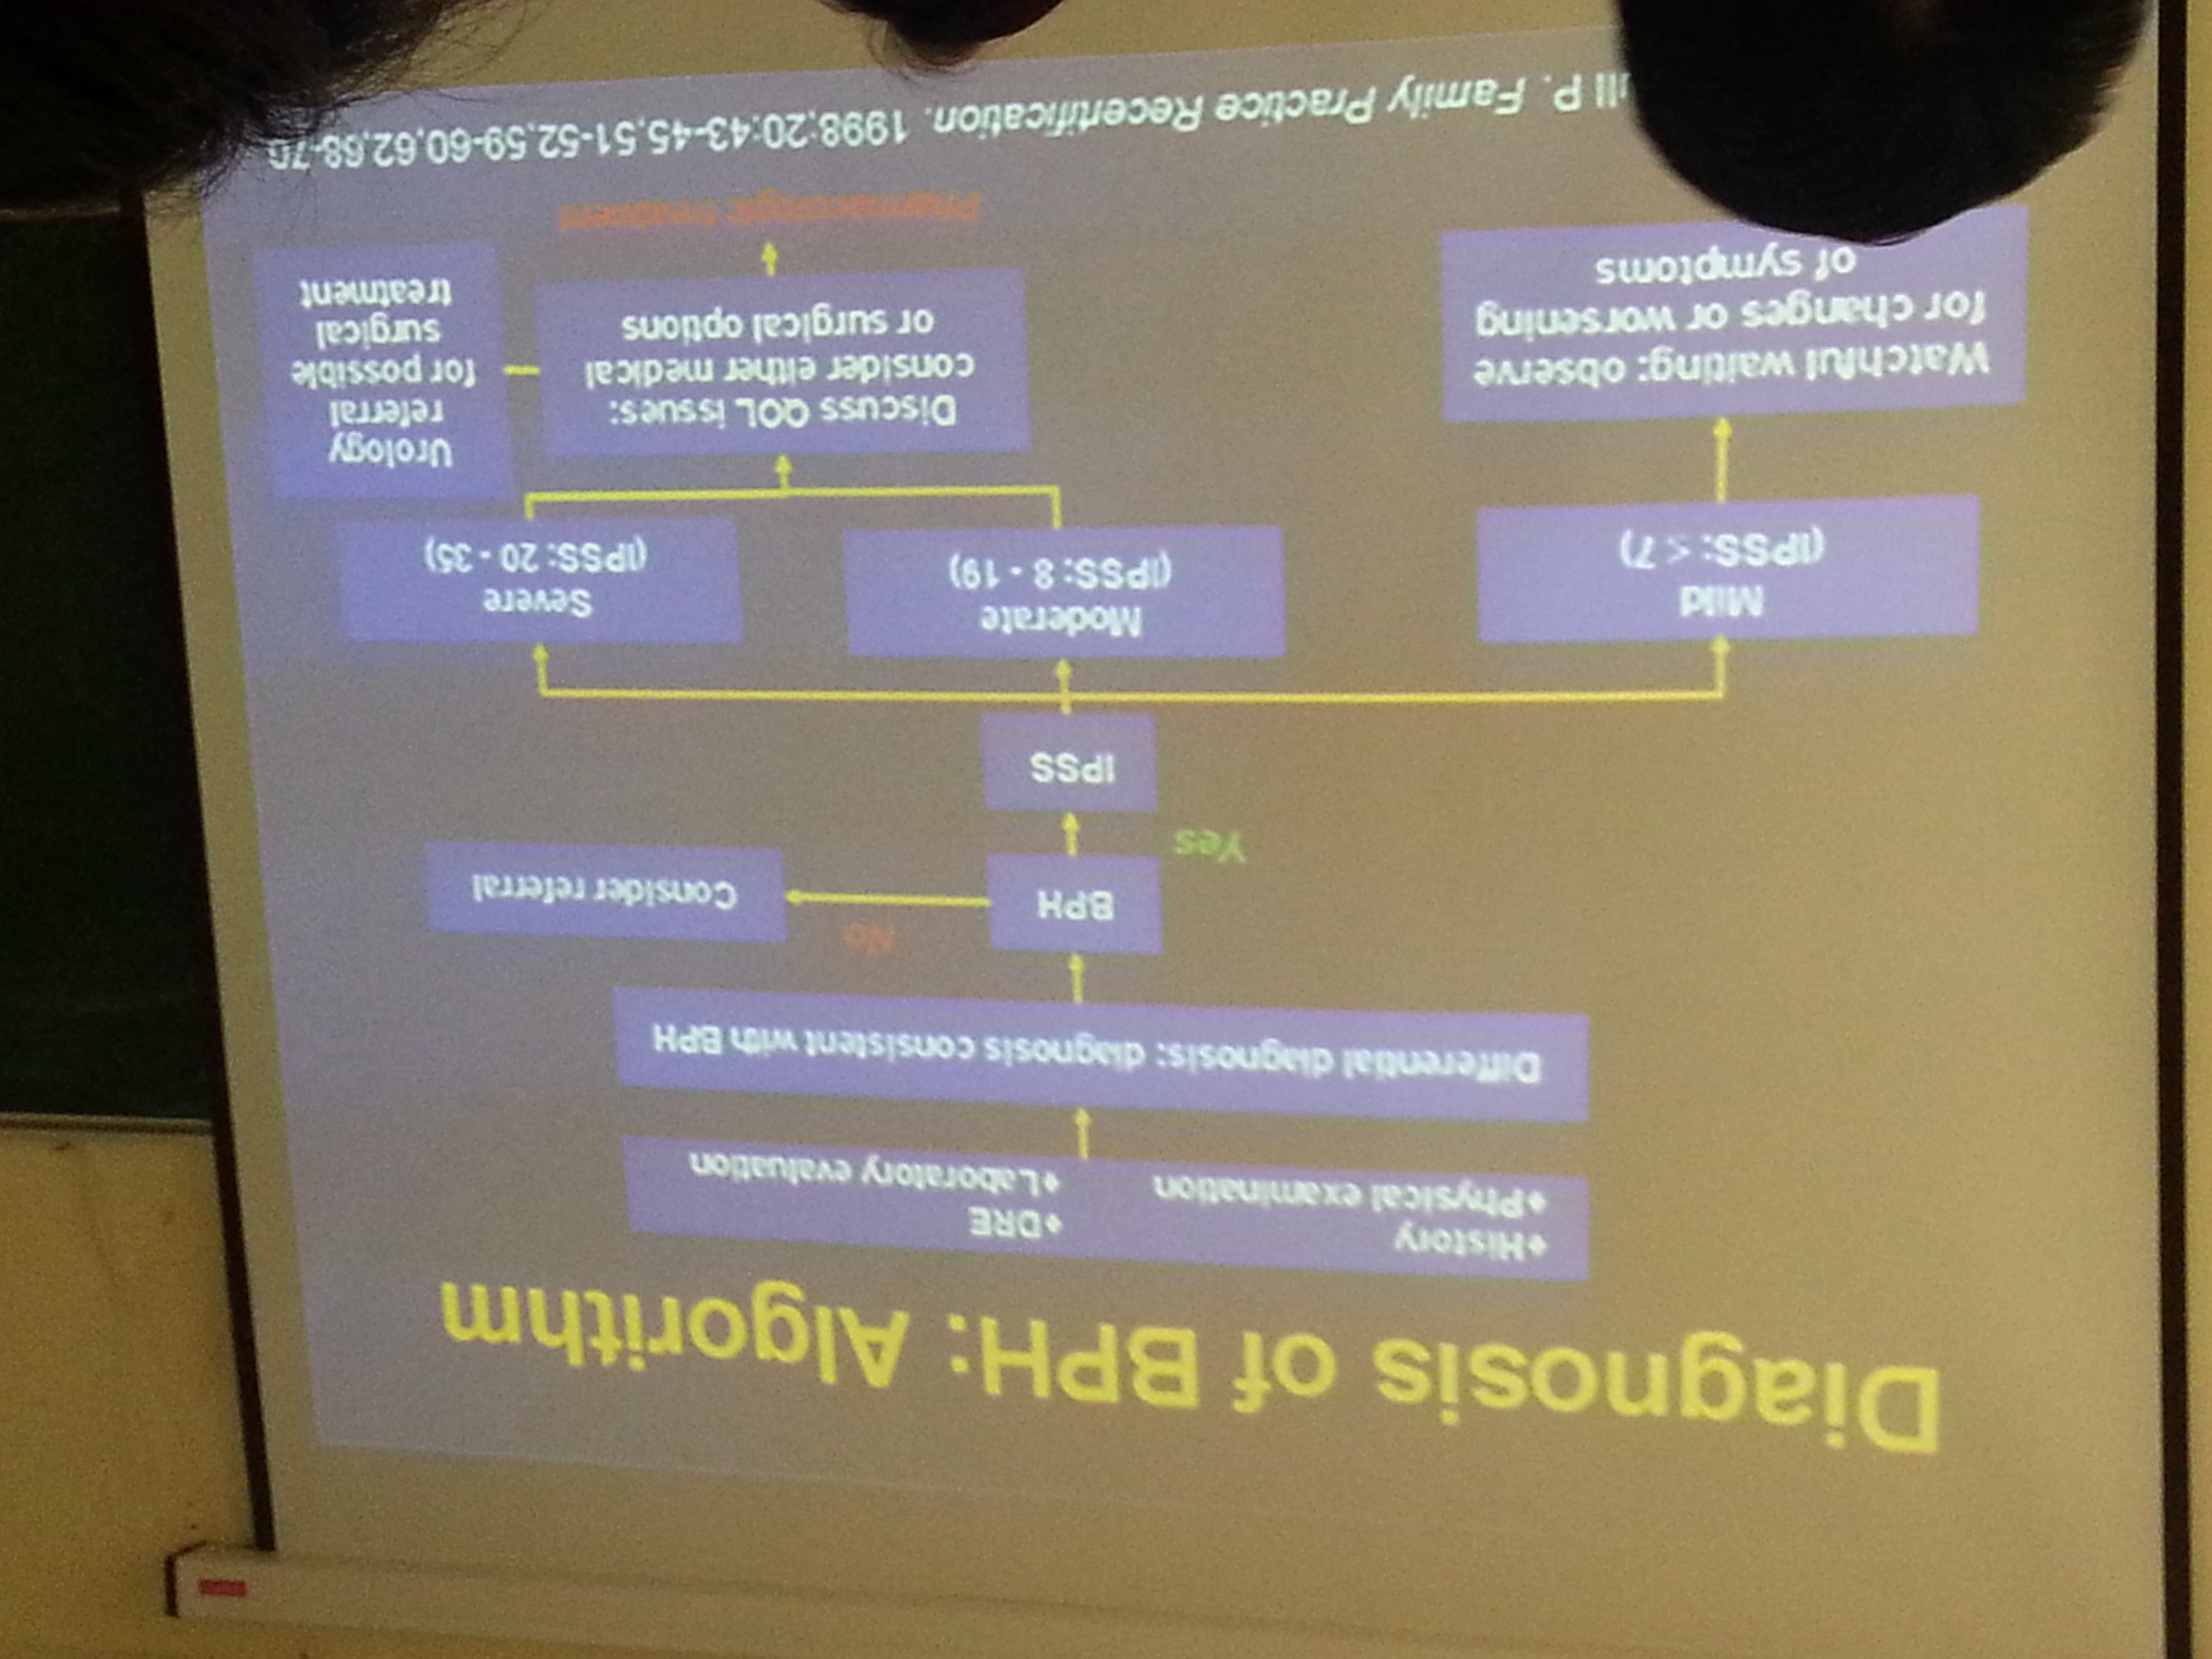 Diagnosis of BPH: Algorithm
♦History
♦Physical examination
♦DRE
♦Laboratory evaluation
Differential diagnosis: diagnosis consistent with BPH
BPH
No
Consider referral
Yes
IPSS
Mild
(IPSS: ≤ 7)
Moderate
(IPSS: 8 - 19)
Severe
(IPSS: 20 - 35)
Watchful waiting: observe
for changes or worsening
of symptoms
Discuss QOL issues:
consider either medical
or surgical options
Urology
referral
for possible
surgical
treatment
Pharmacologic treatment
P. Family Practice Recertification. 1998;20:43-45,51-52,59-60,62,68-70